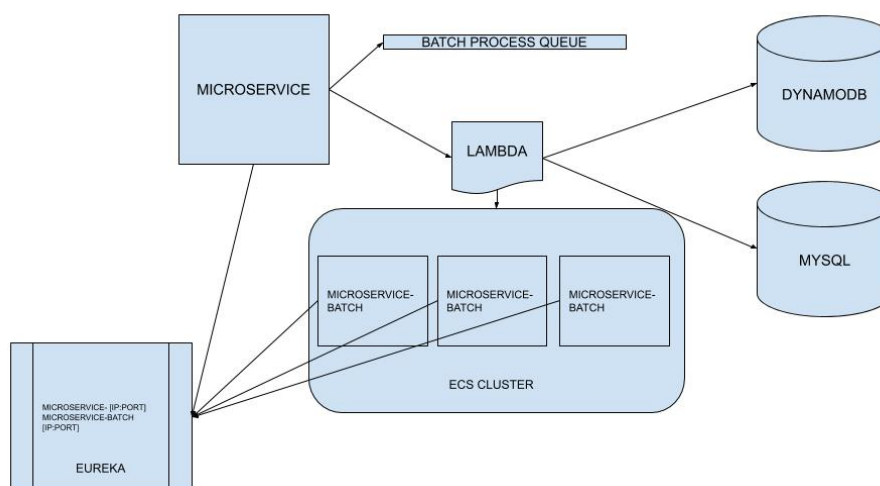 BATCH PROCESS QUEUE
MICROSERVICE
DYNAMODB
LAMBDA
MYSQL
MICROSERVICE-
BATCH
MICROSERVICE-
BATCH
MICROSERVICE-
BATCH
ECS CLUSTER
MICROSERVICE- [IP:PORT]
MICROSERVICE-BATCH
[IP:PORT]
EUREKA